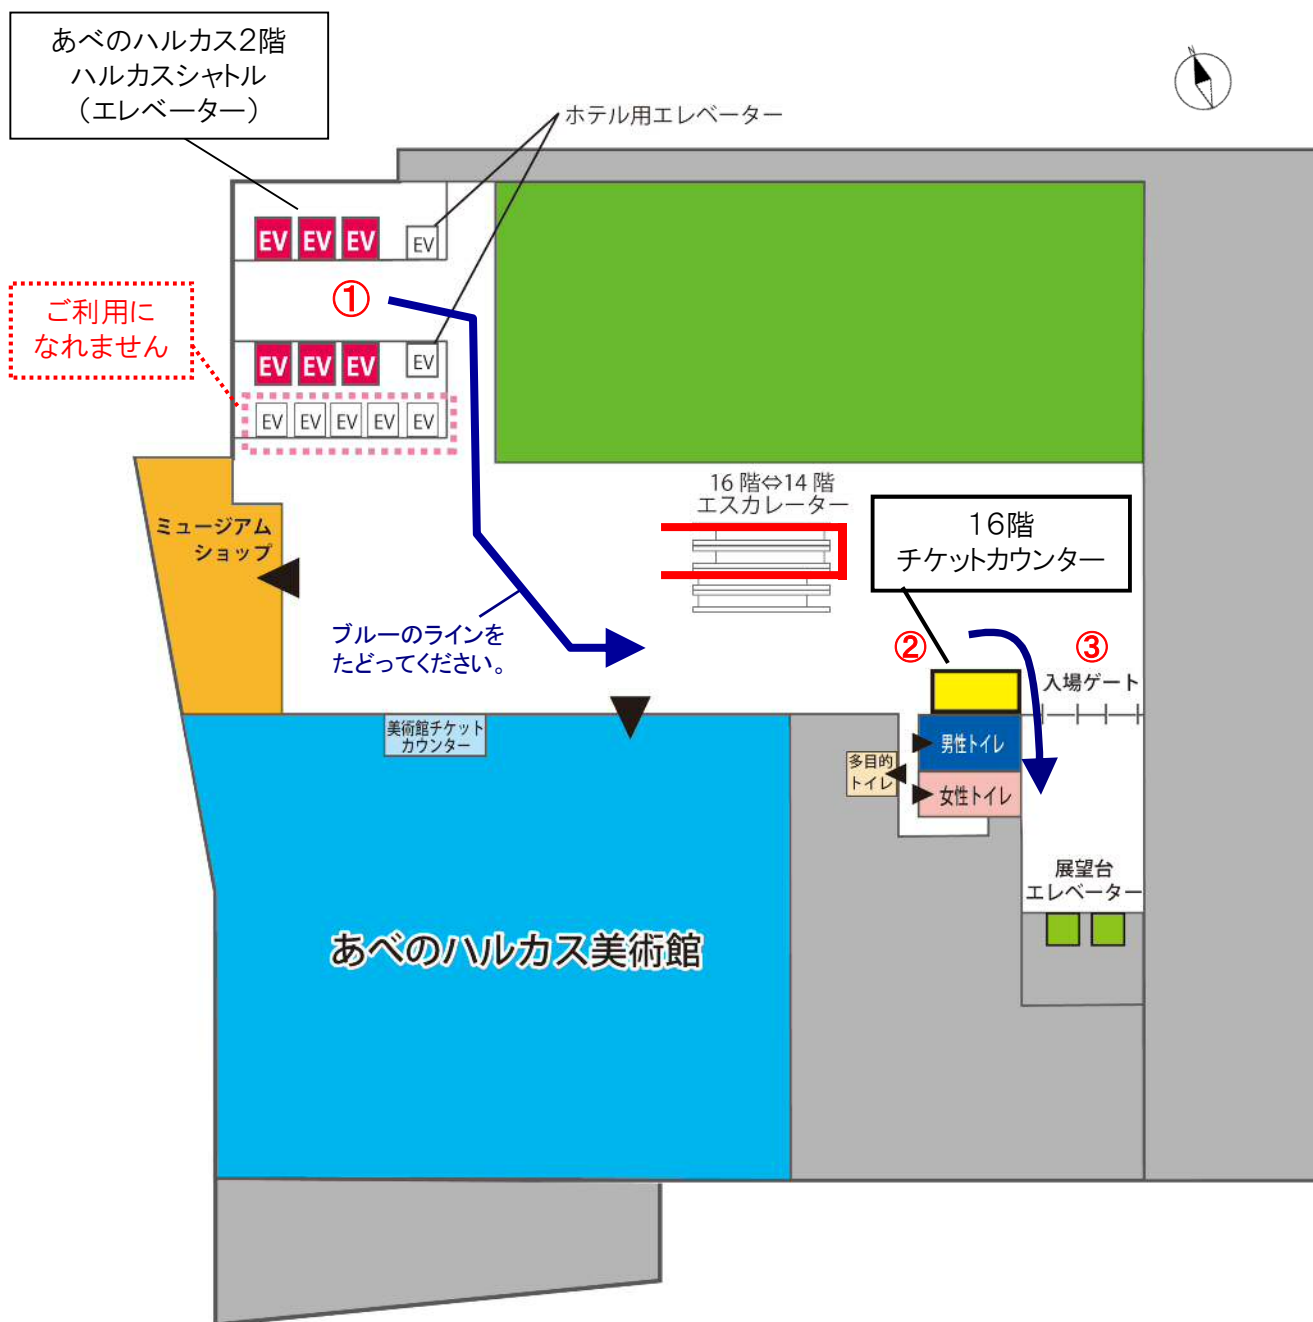 あべのハルカス2階
ハルカスシャトル
（エレベーター）
N
ホテル用エレベーター
EV EV EV EV
①
ご利用に
なれません
EV EV EV EV
EV EV EV EV EV
16 階⇔14 階
エスカレーター
16階
チケットカウンター
ミュージアム
ショップ
ブルーのラインを
たどってください。
②
③
入場ゲート
美術館チケット
カウンター
男性トイレ
多目的
トイレ
女性トイレ
展望台
エレベーター
あべのハルカス美術館